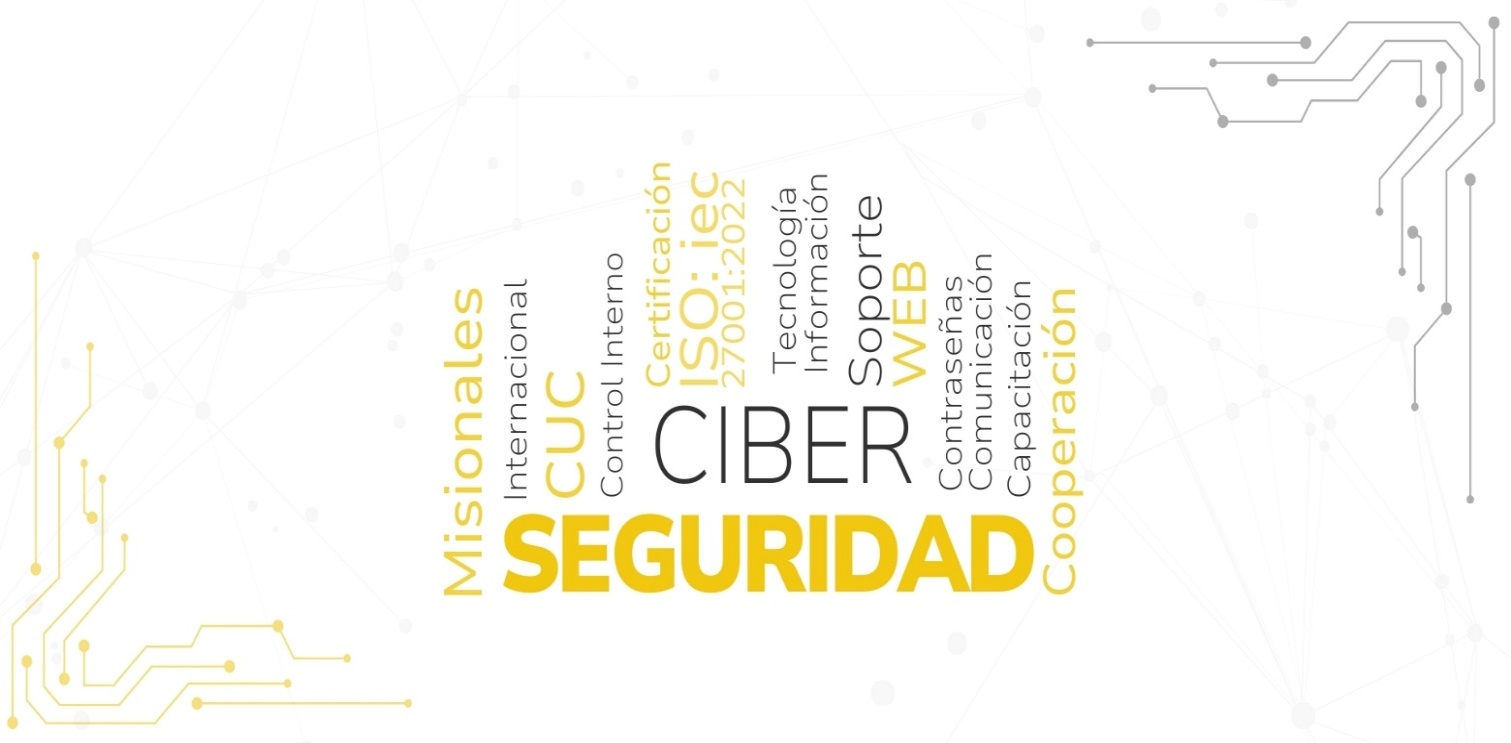 Misionales
Internacional
CUC
Control Interno
Certificación
ISO: iec
27001:2022
Tecnología
Información
Soporte
WEB
Contraseñas
Comunicación
Capacitación
Cooperación
CIBER
SEGURIDAD